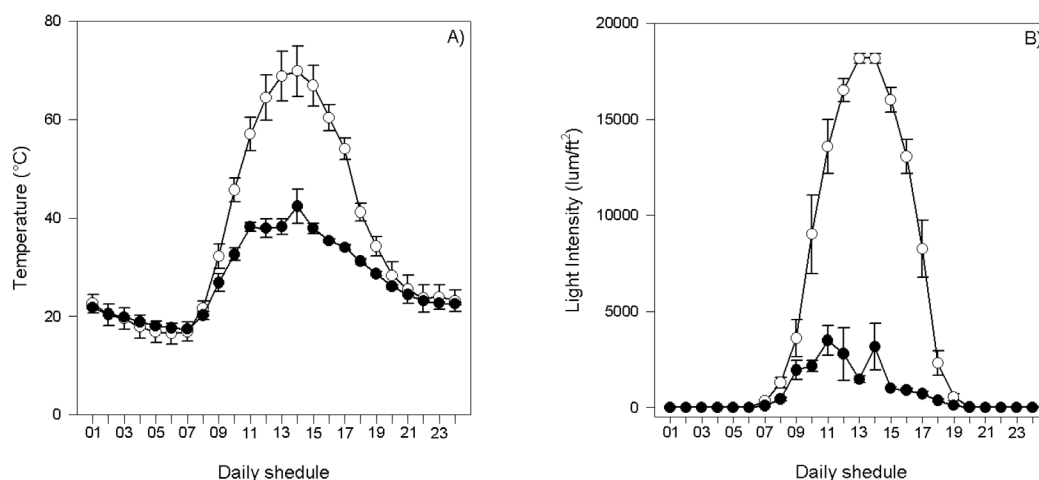 A)
Temperature (°C)
80
60
40
20
0
01 03 05 07 09 11 13 15 17 19 21 23
Daily shedule
B)
Light Intensity (lum/ft²)
20000
15000
10000
5000
0
01 03 05 07 09 11 13 15 17 19 21 23
Daily shedule